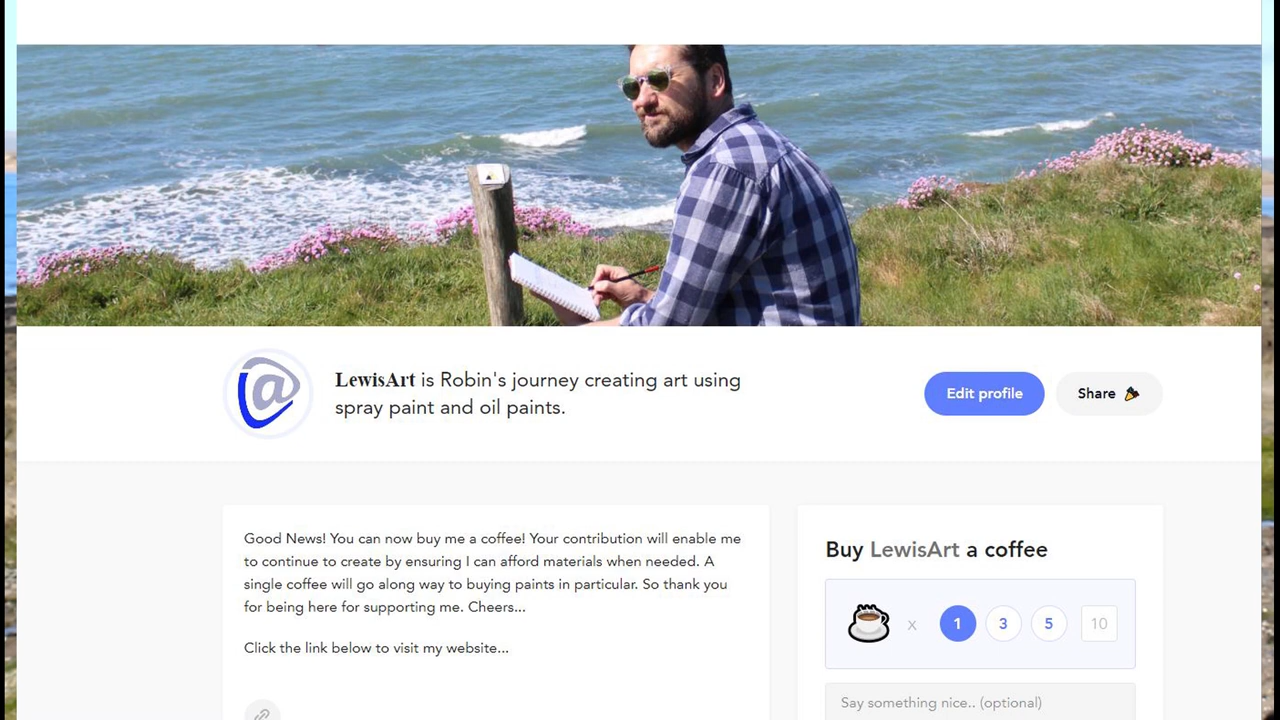 LewisArt is Robin's journey creating art using
spray paint and oil paints.
Edit profile
Share
Good News! You can now buy me a coffee! Your contribution will enable me
to continue to create by ensuring I can afford materials when needed. A
single coffee will go along way to buying paints in particular. So thank you
for being here for supporting me. Cheers...
Click the link below to visit my website...
Buy LewisArt a coffee
x 1 3 5 10
Say something nice.. (optional)